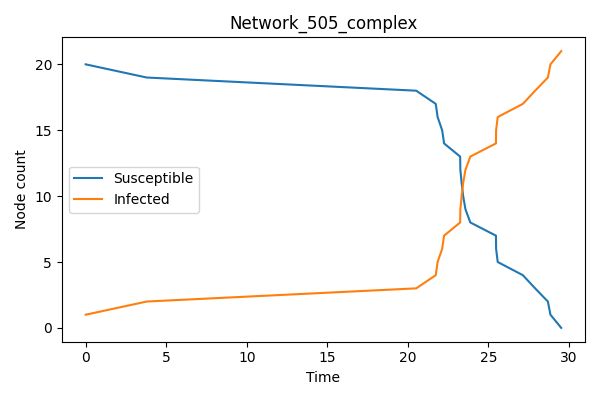 Network_505_complex
Node count
20
15
10
5
0
Susceptible
Infected
0 5 10 15 20 25 30
Time